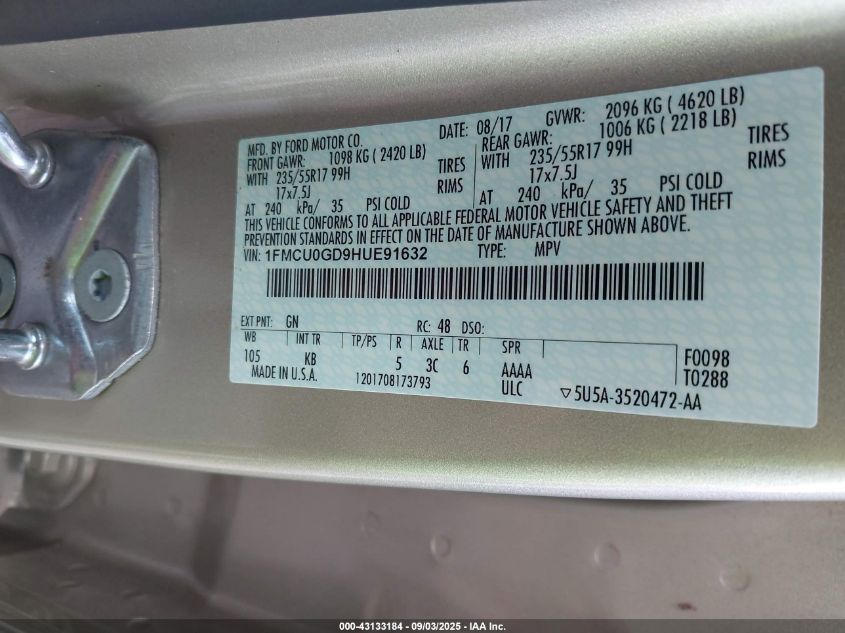 MFD. BY FORD MOTOR CO.
DATE: 08/17 GVWR: 2096 KG ( 4620 LB)
FRONT GAWR: 1098 KG ( 2420 LB) REAR GAWR: 1006 KG ( 2218 LB)
WITH 235/55R17 99H TIRES WITH 235/55R17 99H TIRES
17x7.5J RIMS 17x7.5J RIMS
AT 240 kPa/ 35 PSI COLD AT 240 kPa/ 35 PSI COLD
THIS VEHICLE CONFORMS TO ALL APPLICABLE FEDERAL MOTOR VEHICLE SAFETY AND THEFT
PREVENTION STANDARDS IN EFFECT ON THE DATE OF MANUFACTURE SHOWN ABOVE.
VIN: 1FMCU0GD9HUE91632 TYPE: MPV
EXT PNT: GN RC: 48 DSO:
WB INT TR TP/PS R AXLE TR SPR
105 KB 5 3C 6 AAAA F0098
MADE IN U.S.A. 1201708173793 ULC T0288
▽5U5A-3520472-AA
000-43133184 - 09/03/2025 - IAA Inc.